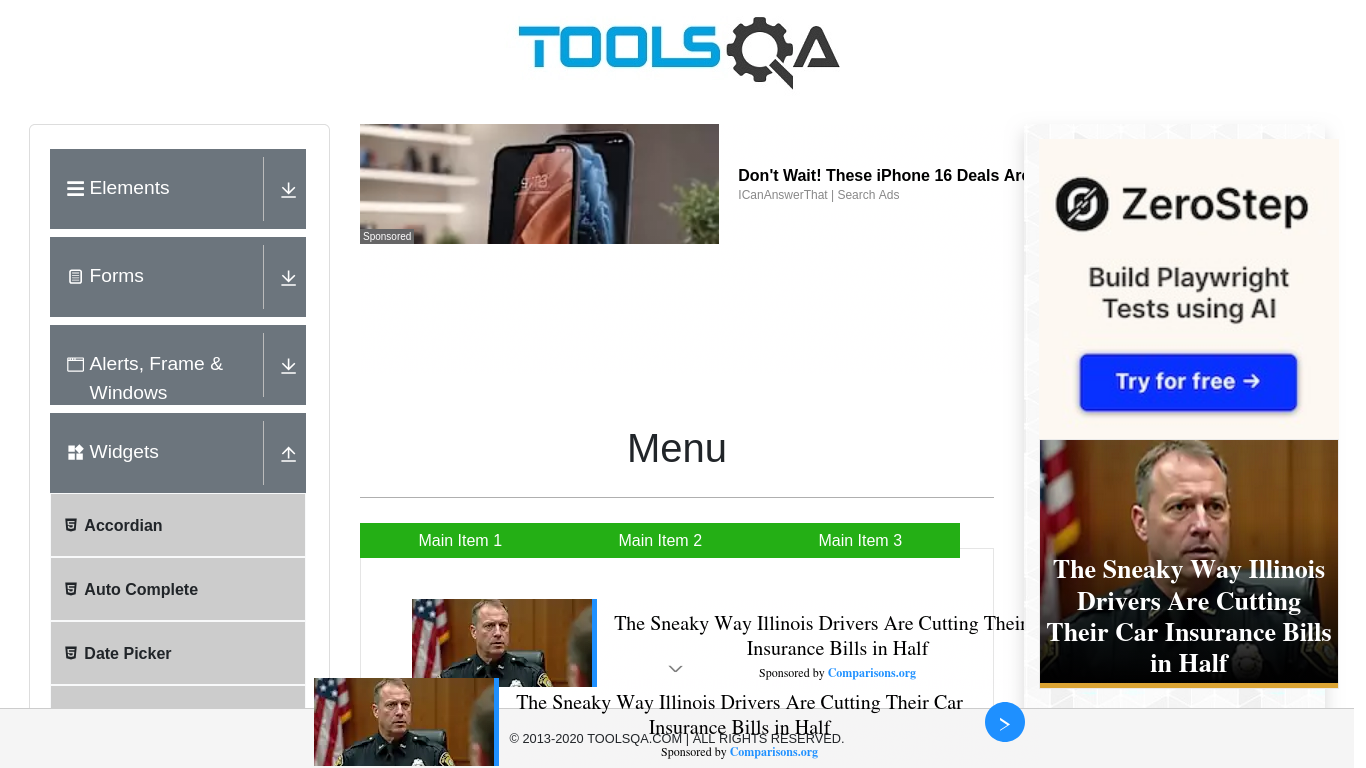 TOOLSQA
Elements
Forms
Alerts, Frame &
Windows
Widgets
Accordian
Auto Complete
Date Picker
Sponsored
Don't Wait! These iPhone 16 Deals Are
ICanAnswerThat | Search Ads
Menu
Main Item 1
Main Item 2
Main Item 3
The Sneaky Way Illinois Drivers Are Cutting Their
Insurance Bills in Half
Sponsored by Comparisons.org
The Sneaky Way Illinois Drivers Are Cutting Their Car
Insurance Bills in Half
© 2013-2020 TOOLSQA.COM | ALL RIGHTS RESERVED.
Sponsored by Comparisons.org
ZeroStep
Build Playwright
Tests using AI
Try for free →
The Sneaky Way Illinois
Drivers Are Cutting
Their Car Insurance Bills
in Half